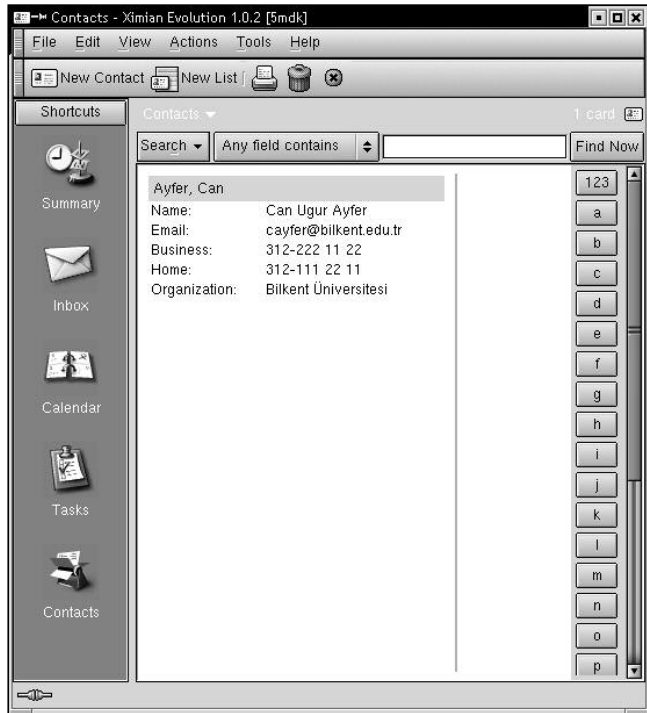 Contacts - Ximian Evolution 1.0.2 [5mdk]
File Edit View Actions Tools Help
New Contact New List
Shortcuts
Contacts
1 card
Search Any field contains Find Now
Summary
Inbox
Calendar
Tasks
Contacts
Ayfer, Can
Name: Can Ugur Ayfer
Email: cayfer@bilkent.edu.tr
Business: 312-222 11 22
Home: 312-111 22 11
Organization: Bilkent Üniversitesi
123
a
b
c
d
e
f
g
h
i
j
k
l
m
n
o
p